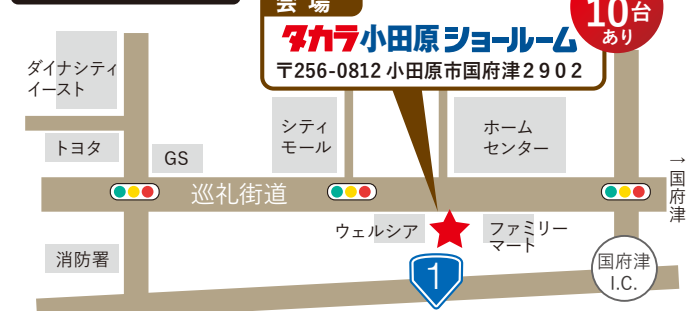 会場
10台
あり
タカラ小田原ショールーム
〒256-0812 小田原市国府津2902
ダイナシティ
イースト
トヨタ
GS
シティ
モール
ホーム
センター
→国府津
巡礼街道
ウェルシア
ファミリー
マート
消防署
1
国府津
I.C.